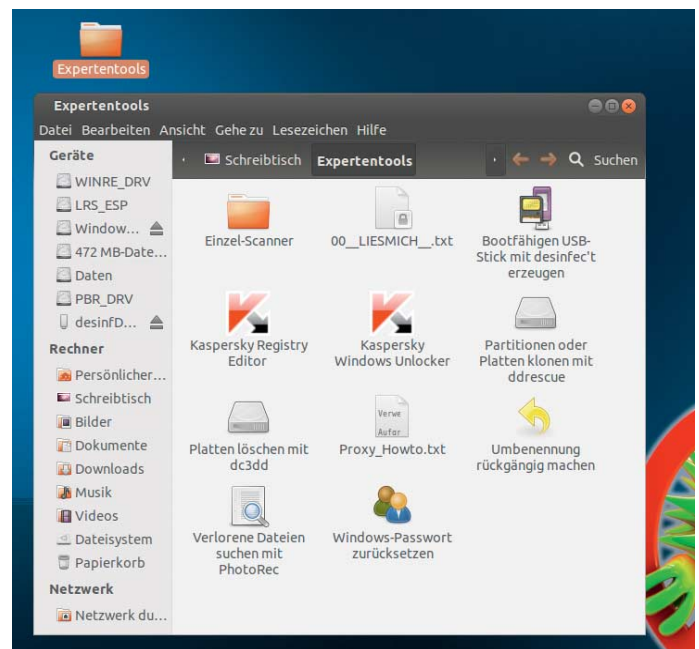 Expertentools
Expertentools
Datei Bearbeiten Ansicht Gehe zu Lesezeichen Hilfe
Geräte
WINRE_DRV
LRS_ESP
Window...
472 MB-Date...
Daten
PBR_DRV
desinfD...
Rechner
Persönlicher...
Schreibtisch
Bilder
Dokumente
Downloads
Musik
Videos
Dateisystem
Papierkorb
Netzwerk
Netzwerk du...
Schreibtisch Expertentools Suchen
Einzel-Scanner
00__LIESMICH__.txt
Bootfähigen USB-
Stick mit desinfec't
erzeugen
Kaspersky Registry
Editor
Kaspersky
Windows Unlocker
Partitionen oder
Platten klonen mit
ddrescue
Platten löschen mit
dc3dd
Verwe
Aufor
Proxy_Howto.txt
Umbenennung
rückgängig machen
Verlorene Dateien
suchen mit
PhotoRec
Windows-Passwort
zurücksetzen